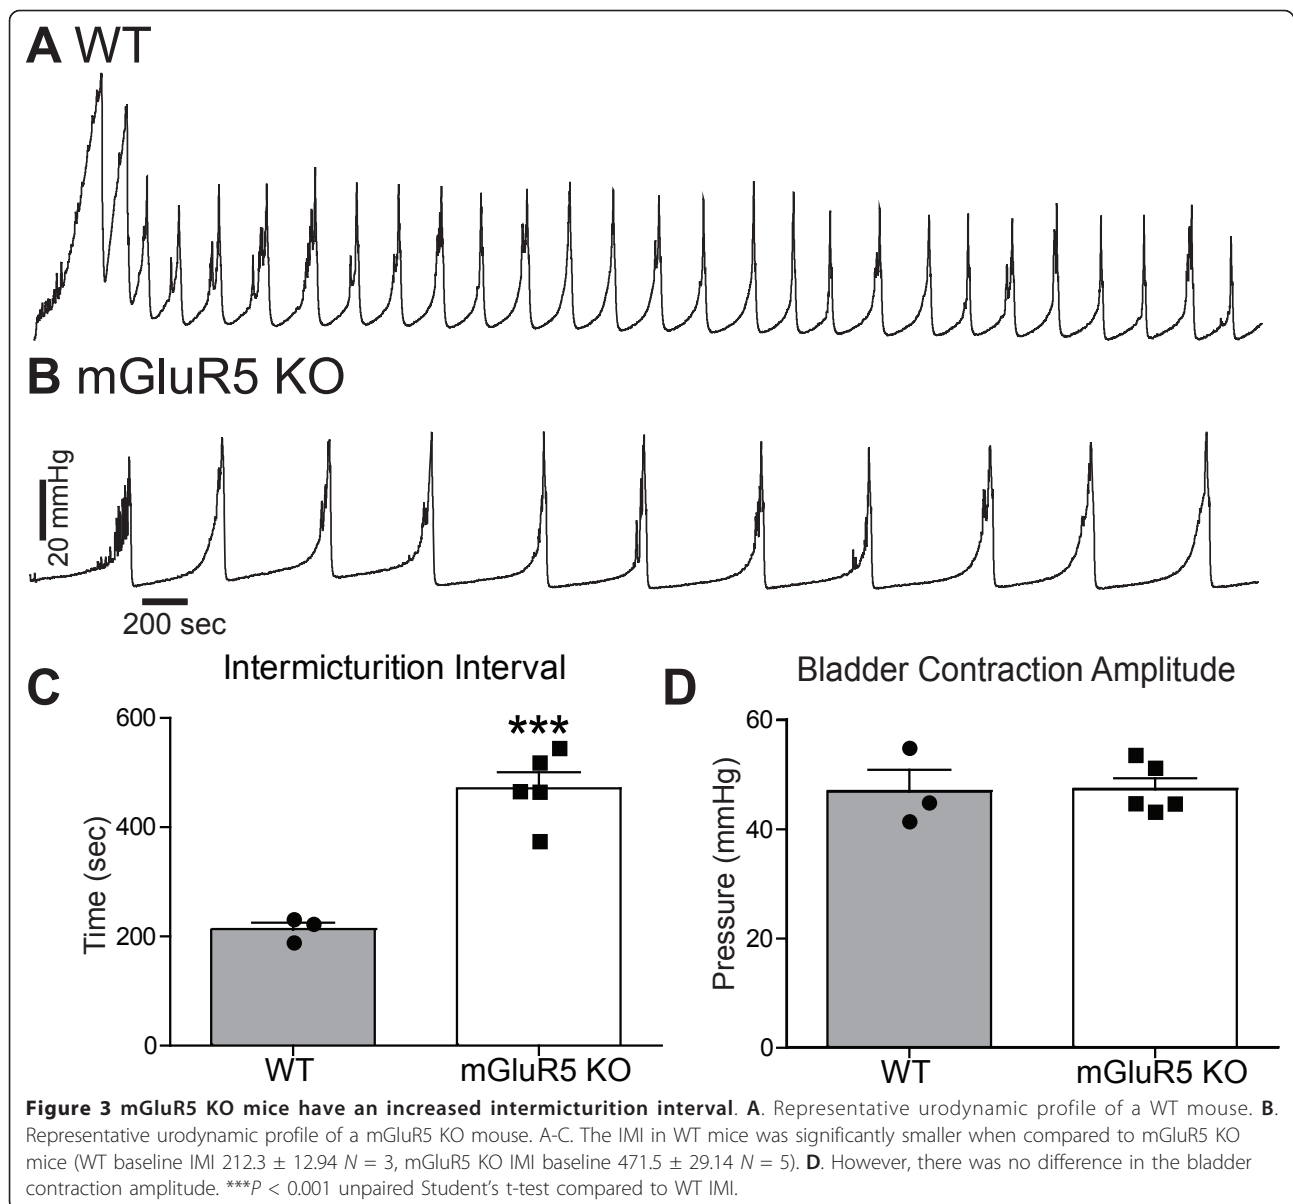 A WT
B mGluR5 KO
20 mmHg
200 sec
C
Intermicturition Interval
Time (sec)
600
400
200
0
***
WT
mGluR5 KO
D
Bladder Contraction Amplitude
Pressure (mmHg)
60
40
20
0
WT
mGluR5 KO
Figure 3 mGluR5 KO mice have an increased intermicturition interval. A. Representative urodynamic profile of a WT mouse. B.
Representative urodynamic profile of a mGluR5 KO mouse. A-C. The IMI in WT mice was significantly smaller when compared to mGluR5 KO
mice (WT baseline IMI 212.3 ± 12.94 N = 3, mGluR5 KO IMI baseline 471.5 ± 29.14 N = 5). D. However, there was no difference in the bladder
contraction amplitude. ***P < 0.001 unpaired Student's t-test compared to WT IMI.